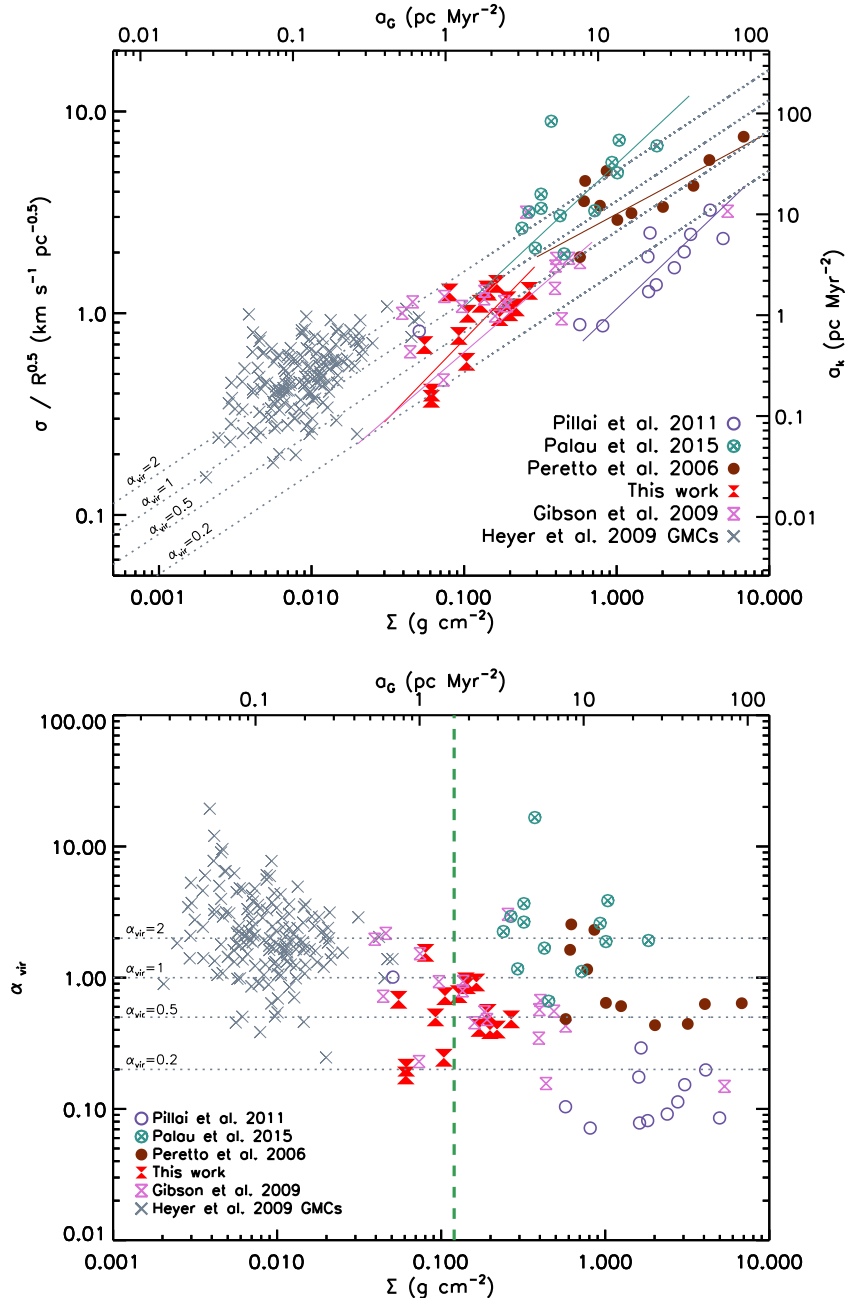 a_G (pc Myr⁻²)
0.01 0.1 1 10 100
10.0
1.0
0.1
σ / R⁰·⁵ (km s⁻¹ pc⁻⁰·⁵)
100
10
1
0.1
0.01
a_k (pc Myr⁻²)
α_vir=2
α_vir=1
α_vir=0.5
α_vir=0.2
Pillai et al. 2011
Palau et al. 2015
Peretto et al. 2006
This work
Gibson et al. 2009
Heyer et al. 2009 GMCs
0.001 0.010 0.100 1.000 10.000
Σ (g cm⁻²)
a_G (pc Myr⁻²)
0.1 1 10 100
100.00
10.00
1.00
0.10
0.01
α_vir
α_vir=2
α_vir=1
α_vir=0.5
α_vir=0.2
Pillai et al. 2011
Palau et al. 2015
Peretto et al. 2006
This work
Gibson et al. 2009
Heyer et al. 2009 GMCs
0.001 0.010 0.100 1.000 10.000
Σ (g cm⁻²)